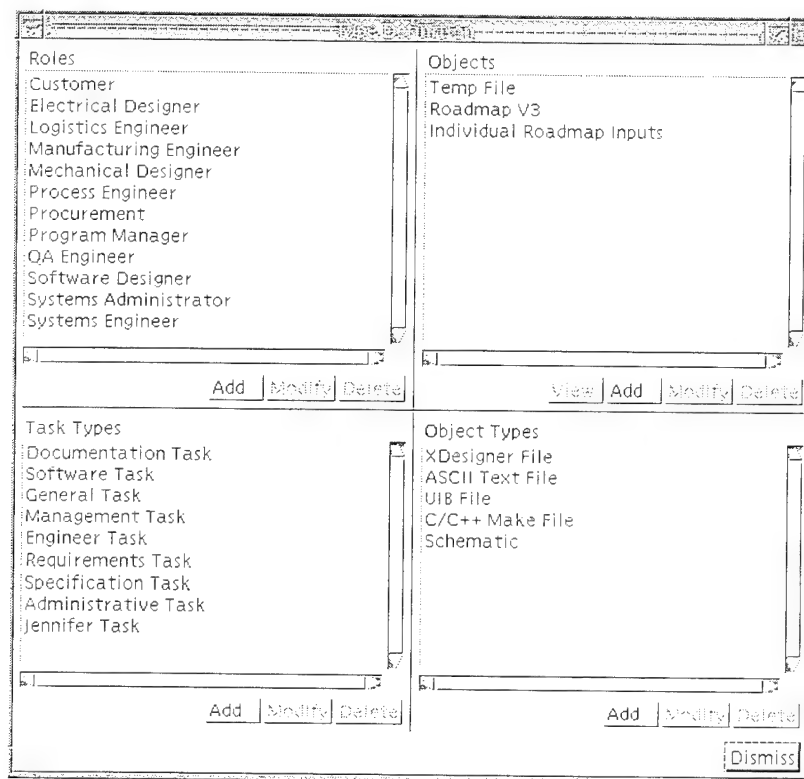 Roles
Customer
Electrical Designer
Logistics Engineer
Manufacturing Engineer
Mechanical Designer
Process Engineer
Procurement
Program Manager
QA Engineer
Software Designer
Systems Administrator
Systems Engineer
Add Modify Delete
Objects
Temp File
Roadmap V3
Individual Roadmap Inputs
View Add Modify Delete
Task Types
Documentation Task
Software Task
General Task
Management Task
Engineer Task
Requirements Task
Specification Task
Administrative Task
Jennifer Task
Add Modify Delete
Object Types
XDesigner File
ASCII Text File
UIB File
C/C++ Make File
Schematic
Add Modify Delete
Dismiss